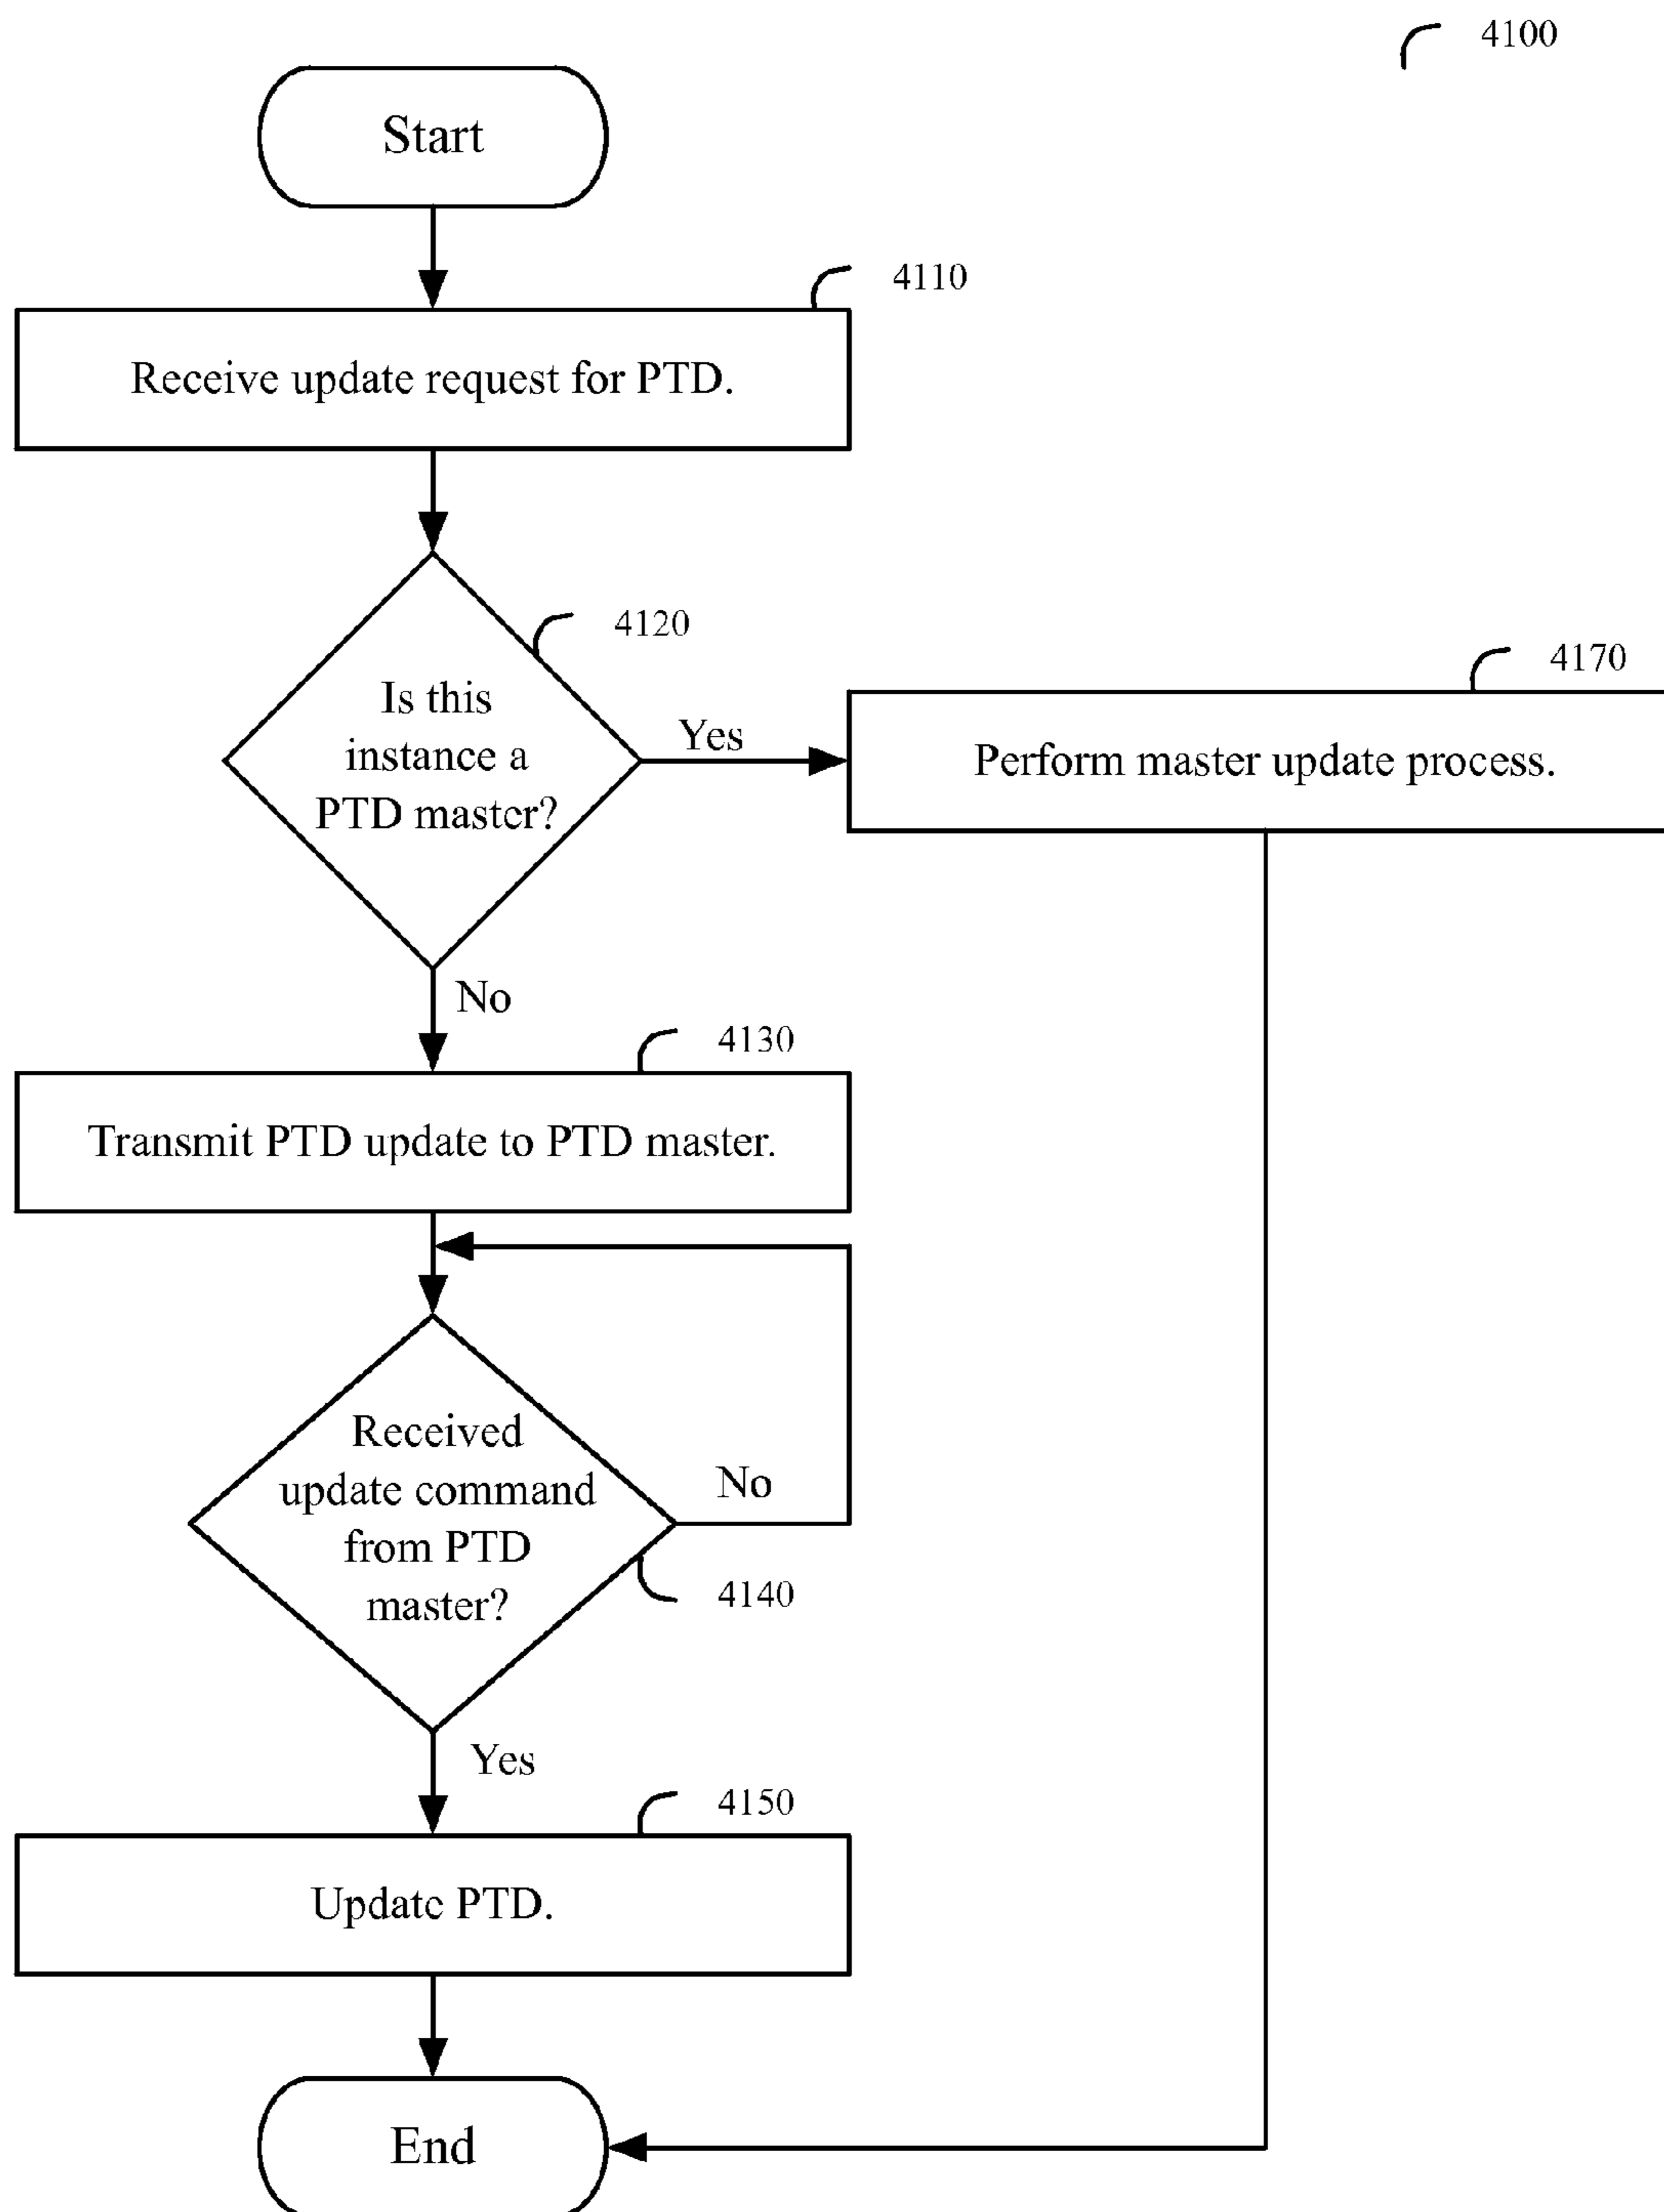 4100
Start
4110
Receive update request for PTD.
4120
Is this
instance a
PTD master?
Yes
4170
Perform master update process.
No
4130
Transmit PTD update to PTD master.
Received
update command
from PTD
master?
No
4140
Yes
4150
Update PTD.
End